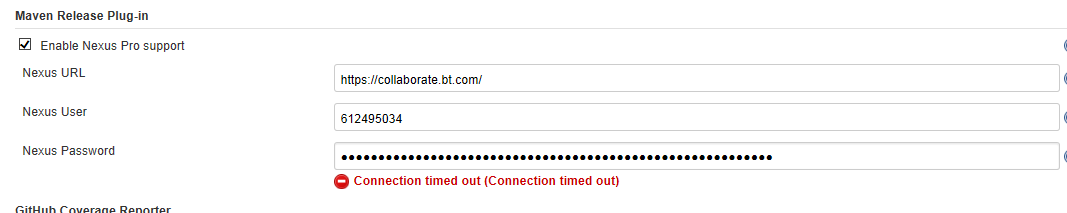 Maven Release Plug-in
Enable Nexus Pro support
Nexus URL
https://collaborate.bt.com/
Nexus User
612495034
Nexus Password
Connection timed out (Connection timed out)
GitHub Coverage Reporter